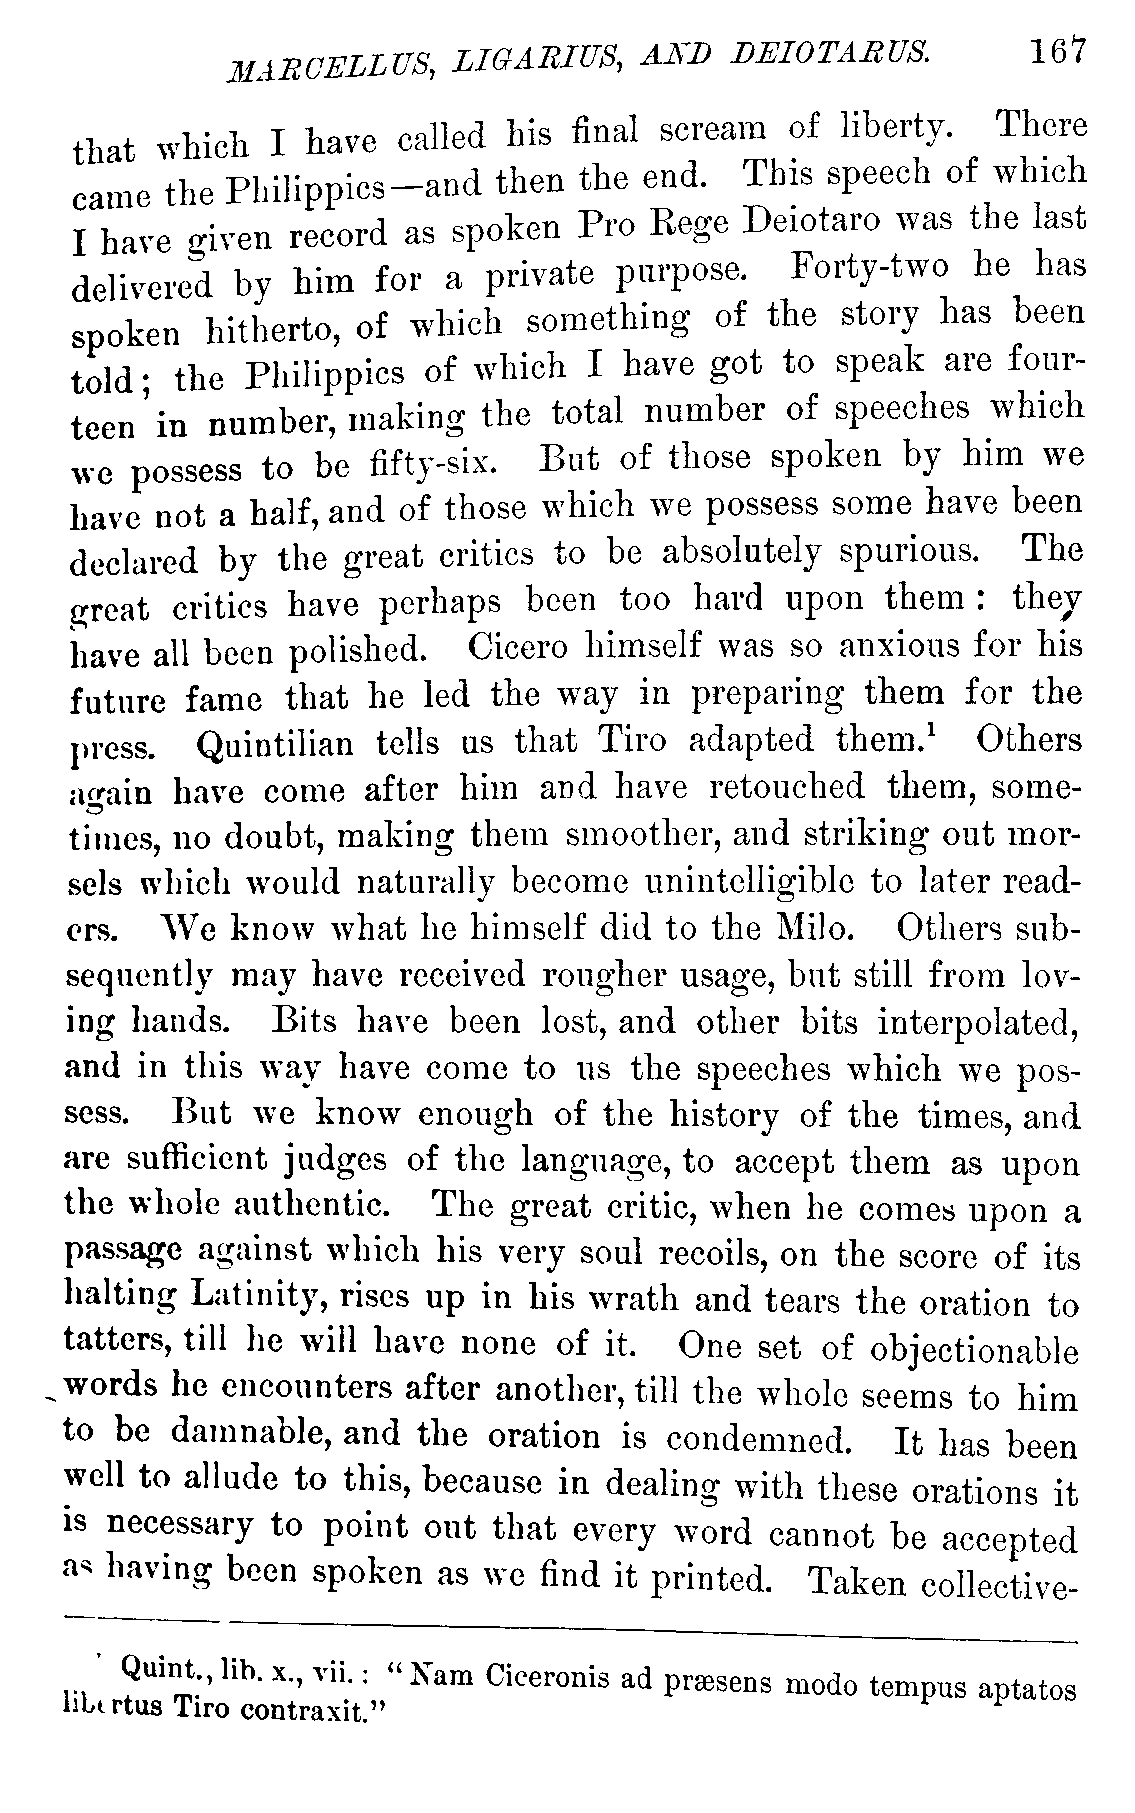 MARCELLUS, LIGARIUS, AND DEIOTARUS. 167
that which I have called his final scream of liberty. There
came the Philippics—and then the end. This speech of which
I have given record as spoken Pro Rege Deiotaro was the last
delivered by him for a private purpose. Forty-two he has
spoken hitherto, of which something of the story has been
told; the Philippics of which I have got to speak are four-
teen in number, making the total number of speeches which
we possess to be fifty-six. But of those spoken by him we
have not a half, and of those which we possess some have been
declared by the great critics to be absolutely spurious. The
great critics have perhaps been too hard upon them: they
have all been polished. Cicero himself was so anxious for his
future fame that he led the way in preparing them for the
press. Quintilian tells us that Tiro adapted them.¹ Others
again have come after him and have retouched them, some-
times, no doubt, making them smoother, and striking out mor-
sels which would naturally become unintelligible to later read-
ers. We know what he himself did to the Milo. Others sub-
sequently may have received rougher usage, but still from lov-
ing hands. Bits have been lost, and other bits interpolated,
and in this way have come to us the speeches which we pos-
sess. But we know enough of the history of the times, and
are sufficient judges of the language, to accept them as upon
the whole authentic. The great critic, when he comes upon a
passage against which his very soul recoils, on the score of its
halting Latinity, rises up in his wrath and tears the oration to
tatters, till he will have none of it. One set of objectionable
words he encounters after another, till the whole seems to him
to be damnable, and the oration is condemned. It has been
well to allude to this, because in dealing with these orations it
is necessary to point out that every word cannot be accepted
as having been spoken as we find it printed. Taken collective-
¹ Quint., lib. x., vii.: "Nam Ciceronis ad præsens modo tempus aptatos
libertus Tiro contraxit."